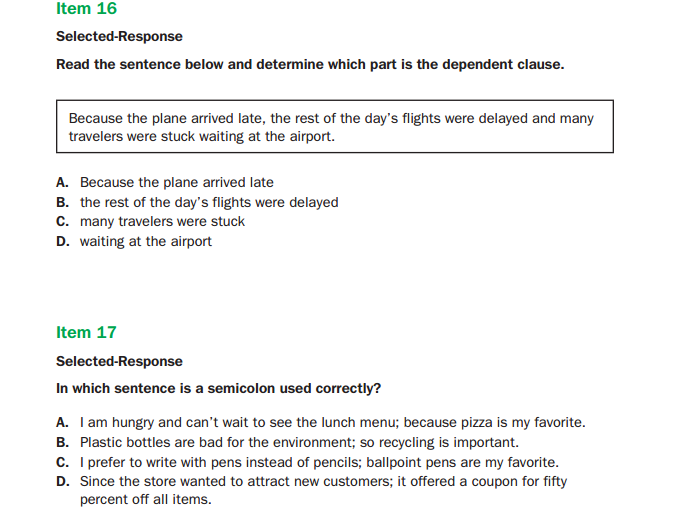 Item 16
Selected-Response
Read the sentence below and determine which part is the dependent clause.
Because the plane arrived late, the rest of the day’s flights were delayed and many
travelers were stuck waiting at the airport.
A. Because the plane arrived late
B. the rest of the day’s flights were delayed
C. many travelers were stuck
D. waiting at the airport
Item 17
Selected-Response
In which sentence is a semicolon used correctly?
A. I am hungry and can’t wait to see the lunch menu; because pizza is my favorite.
B. Plastic bottles are bad for the environment; so recycling is important.
C. I prefer to write with pens instead of pencils; ballpoint pens are my favorite.
D. Since the store wanted to attract new customers; it offered a coupon for fifty
percent off all items.